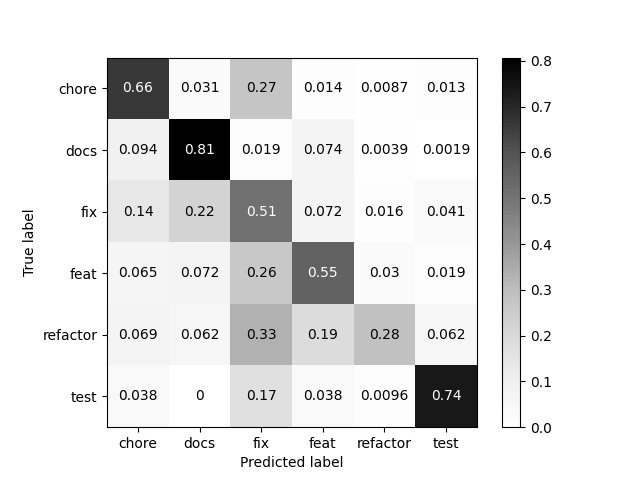 chore 0.66 0.031 0.27 0.014 0.0087 0.013
docs 0.094 0.81 0.019 0.074 0.0039 0.0019
fix 0.14 0.22 0.51 0.072 0.016 0.041
feat 0.065 0.072 0.26 0.55 0.03 0.019
refactor 0.069 0.062 0.33 0.19 0.28 0.062
test 0.038 0 0.17 0.038 0.0096 0.74
chore docs fix feat refactor test
Predicted label
True label
0.8
0.7
0.6
0.5
0.4
0.3
0.2
0.1
0.0